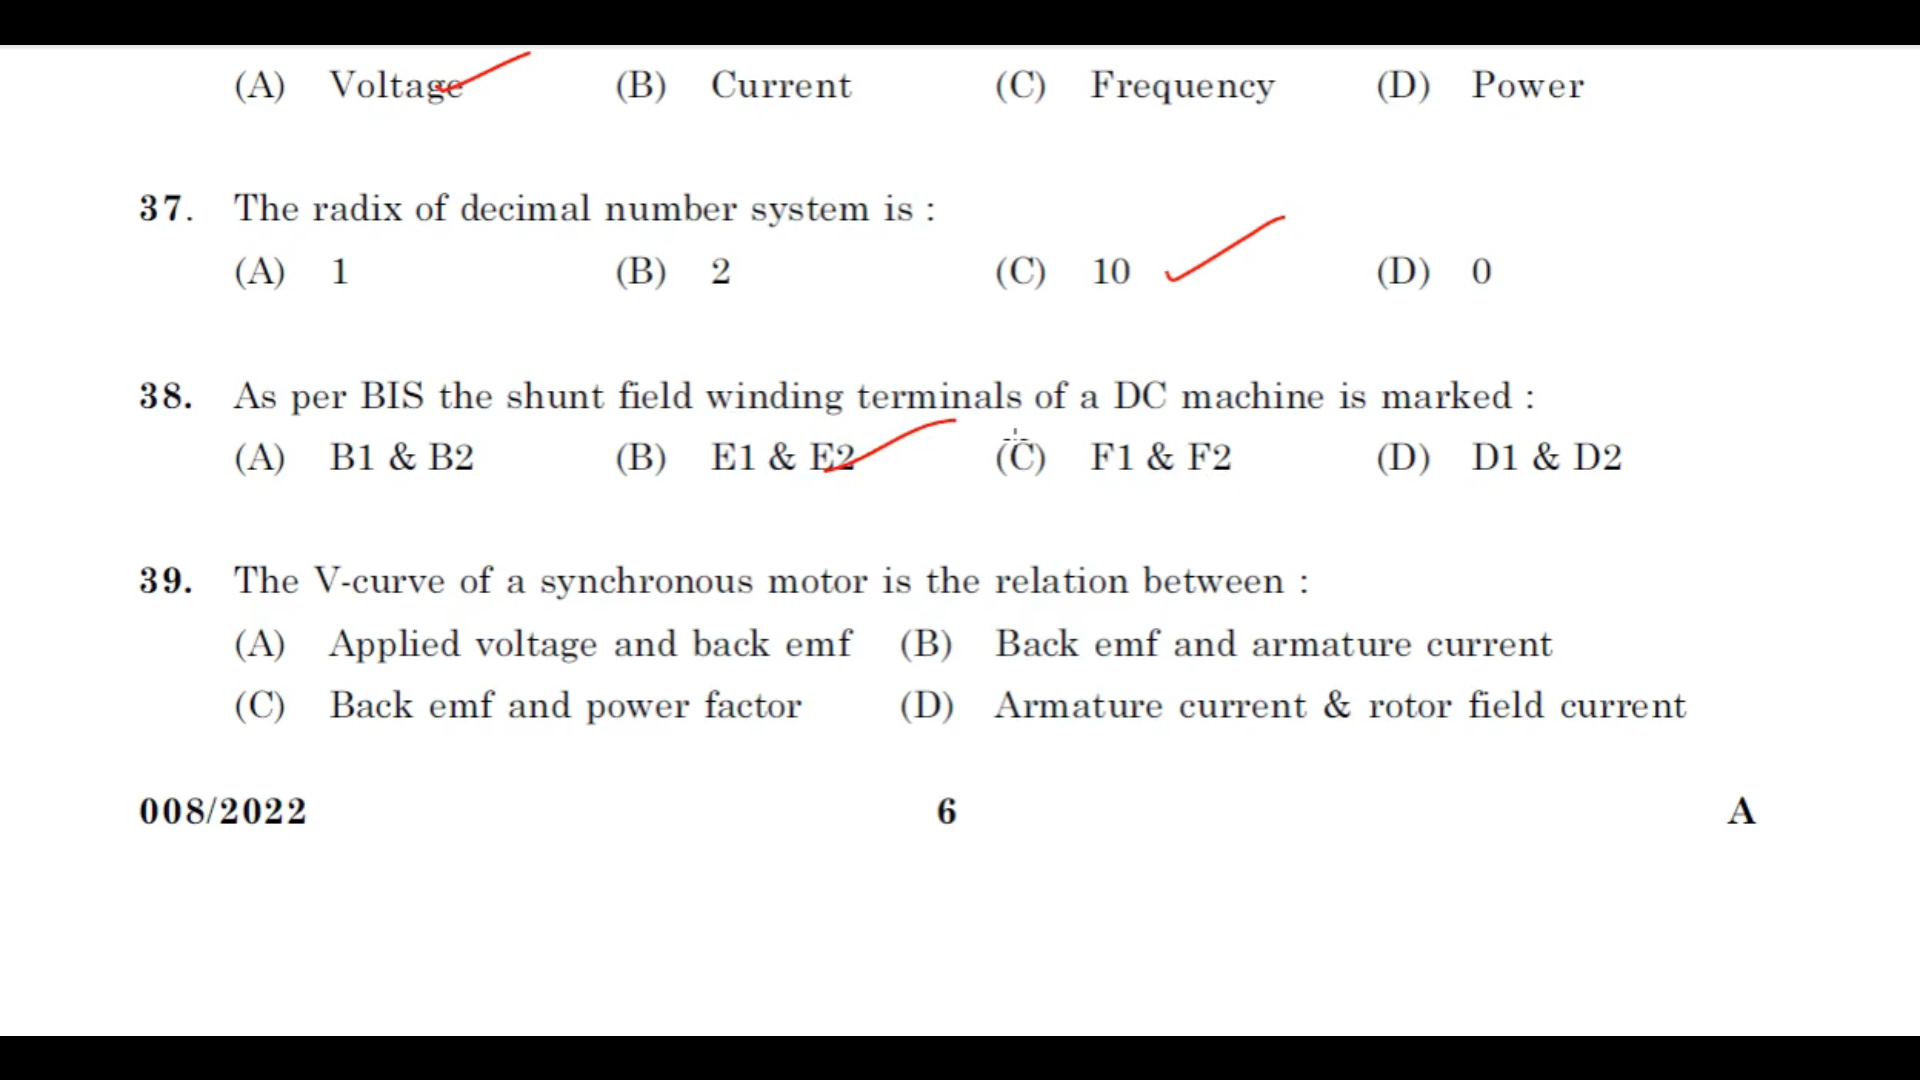 (A) Voltage (B) Current (C) Frequency (D) Power
37. The radix of decimal number system is :
(A) 1 (B) 2 (C) 10 (D) 0
38. As per BIS the shunt field winding terminals of a DC machine is marked :
(A) B1 & B2 (B) E1 & E2 (C) F1 & F2 (D) D1 & D2
39. The V-curve of a synchronous motor is the relation between :
(A) Applied voltage and back emf (B) Back emf and armature current
(C) Back emf and power factor (D) Armature current & rotor field current
008/2022 6 A